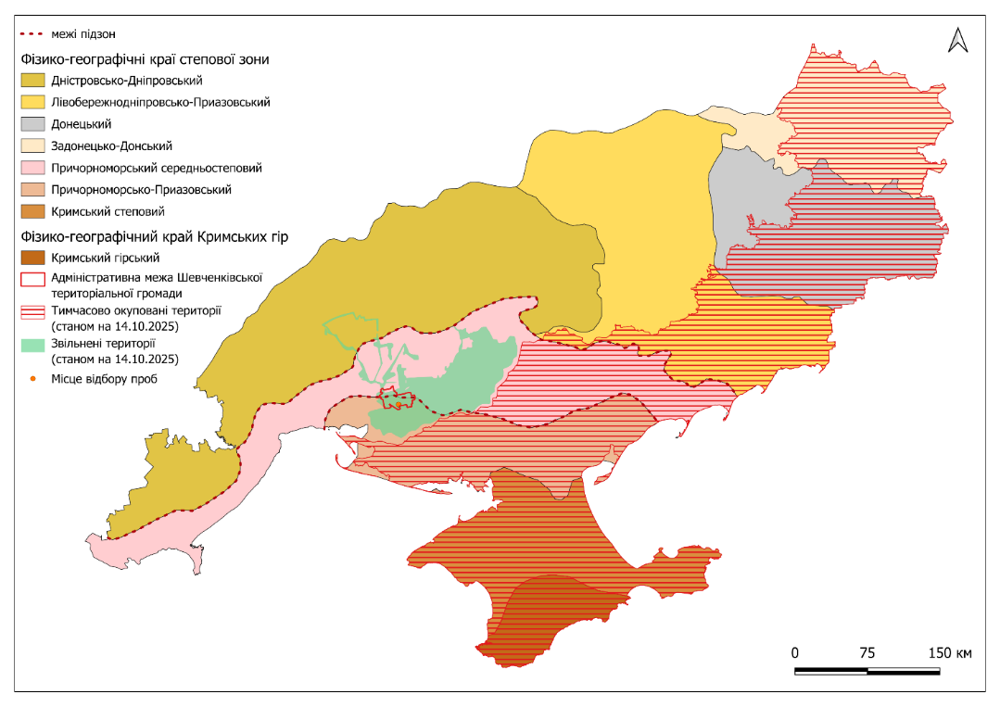 межі підзон
Фізико-географічні краї степової зони
Дністровсько-Дніпровський
Лівобережнодніпровсько-Приазовський
Донецький
Задонецько-Донський
Причорноморський середньостеповий
Причорноморсько-Приазовський
Кримський степовий
Фізико-географічний край Кримських гір
Кримський гірський
Адміністративна межа Шевченківської
територіальної громади
Тимчасово окуповані території
(станом на 14.10.2025)
Звільнені території
(станом на 14.10.2025)
Місце відбору проб
0 75 150 км